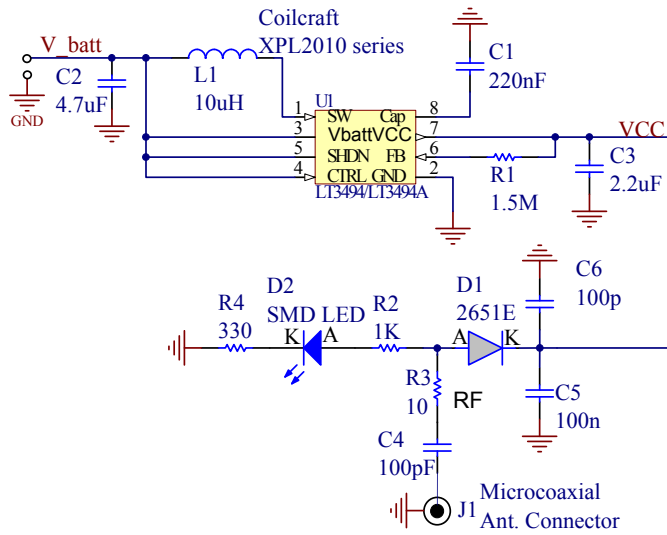 Coilcraft
XPL2010 series
V_batt
C2
4.7uF
GND
L1
10uH
C1
220nF
U1
1 SW Cap 8
3 VbattVCC 7
5 SHDN FB 6
4 CTRL GND 2
LT3494/LT3494A
VCC
R1
1.5M
C3
2.2uF
C6
100p
D2
SMD LED
R4
330
K A
R2
1K
D1
2651E
A K
R3
10
RF
C5
100n
C4
100pF
J1
Microcoaxial
Ant. Connector